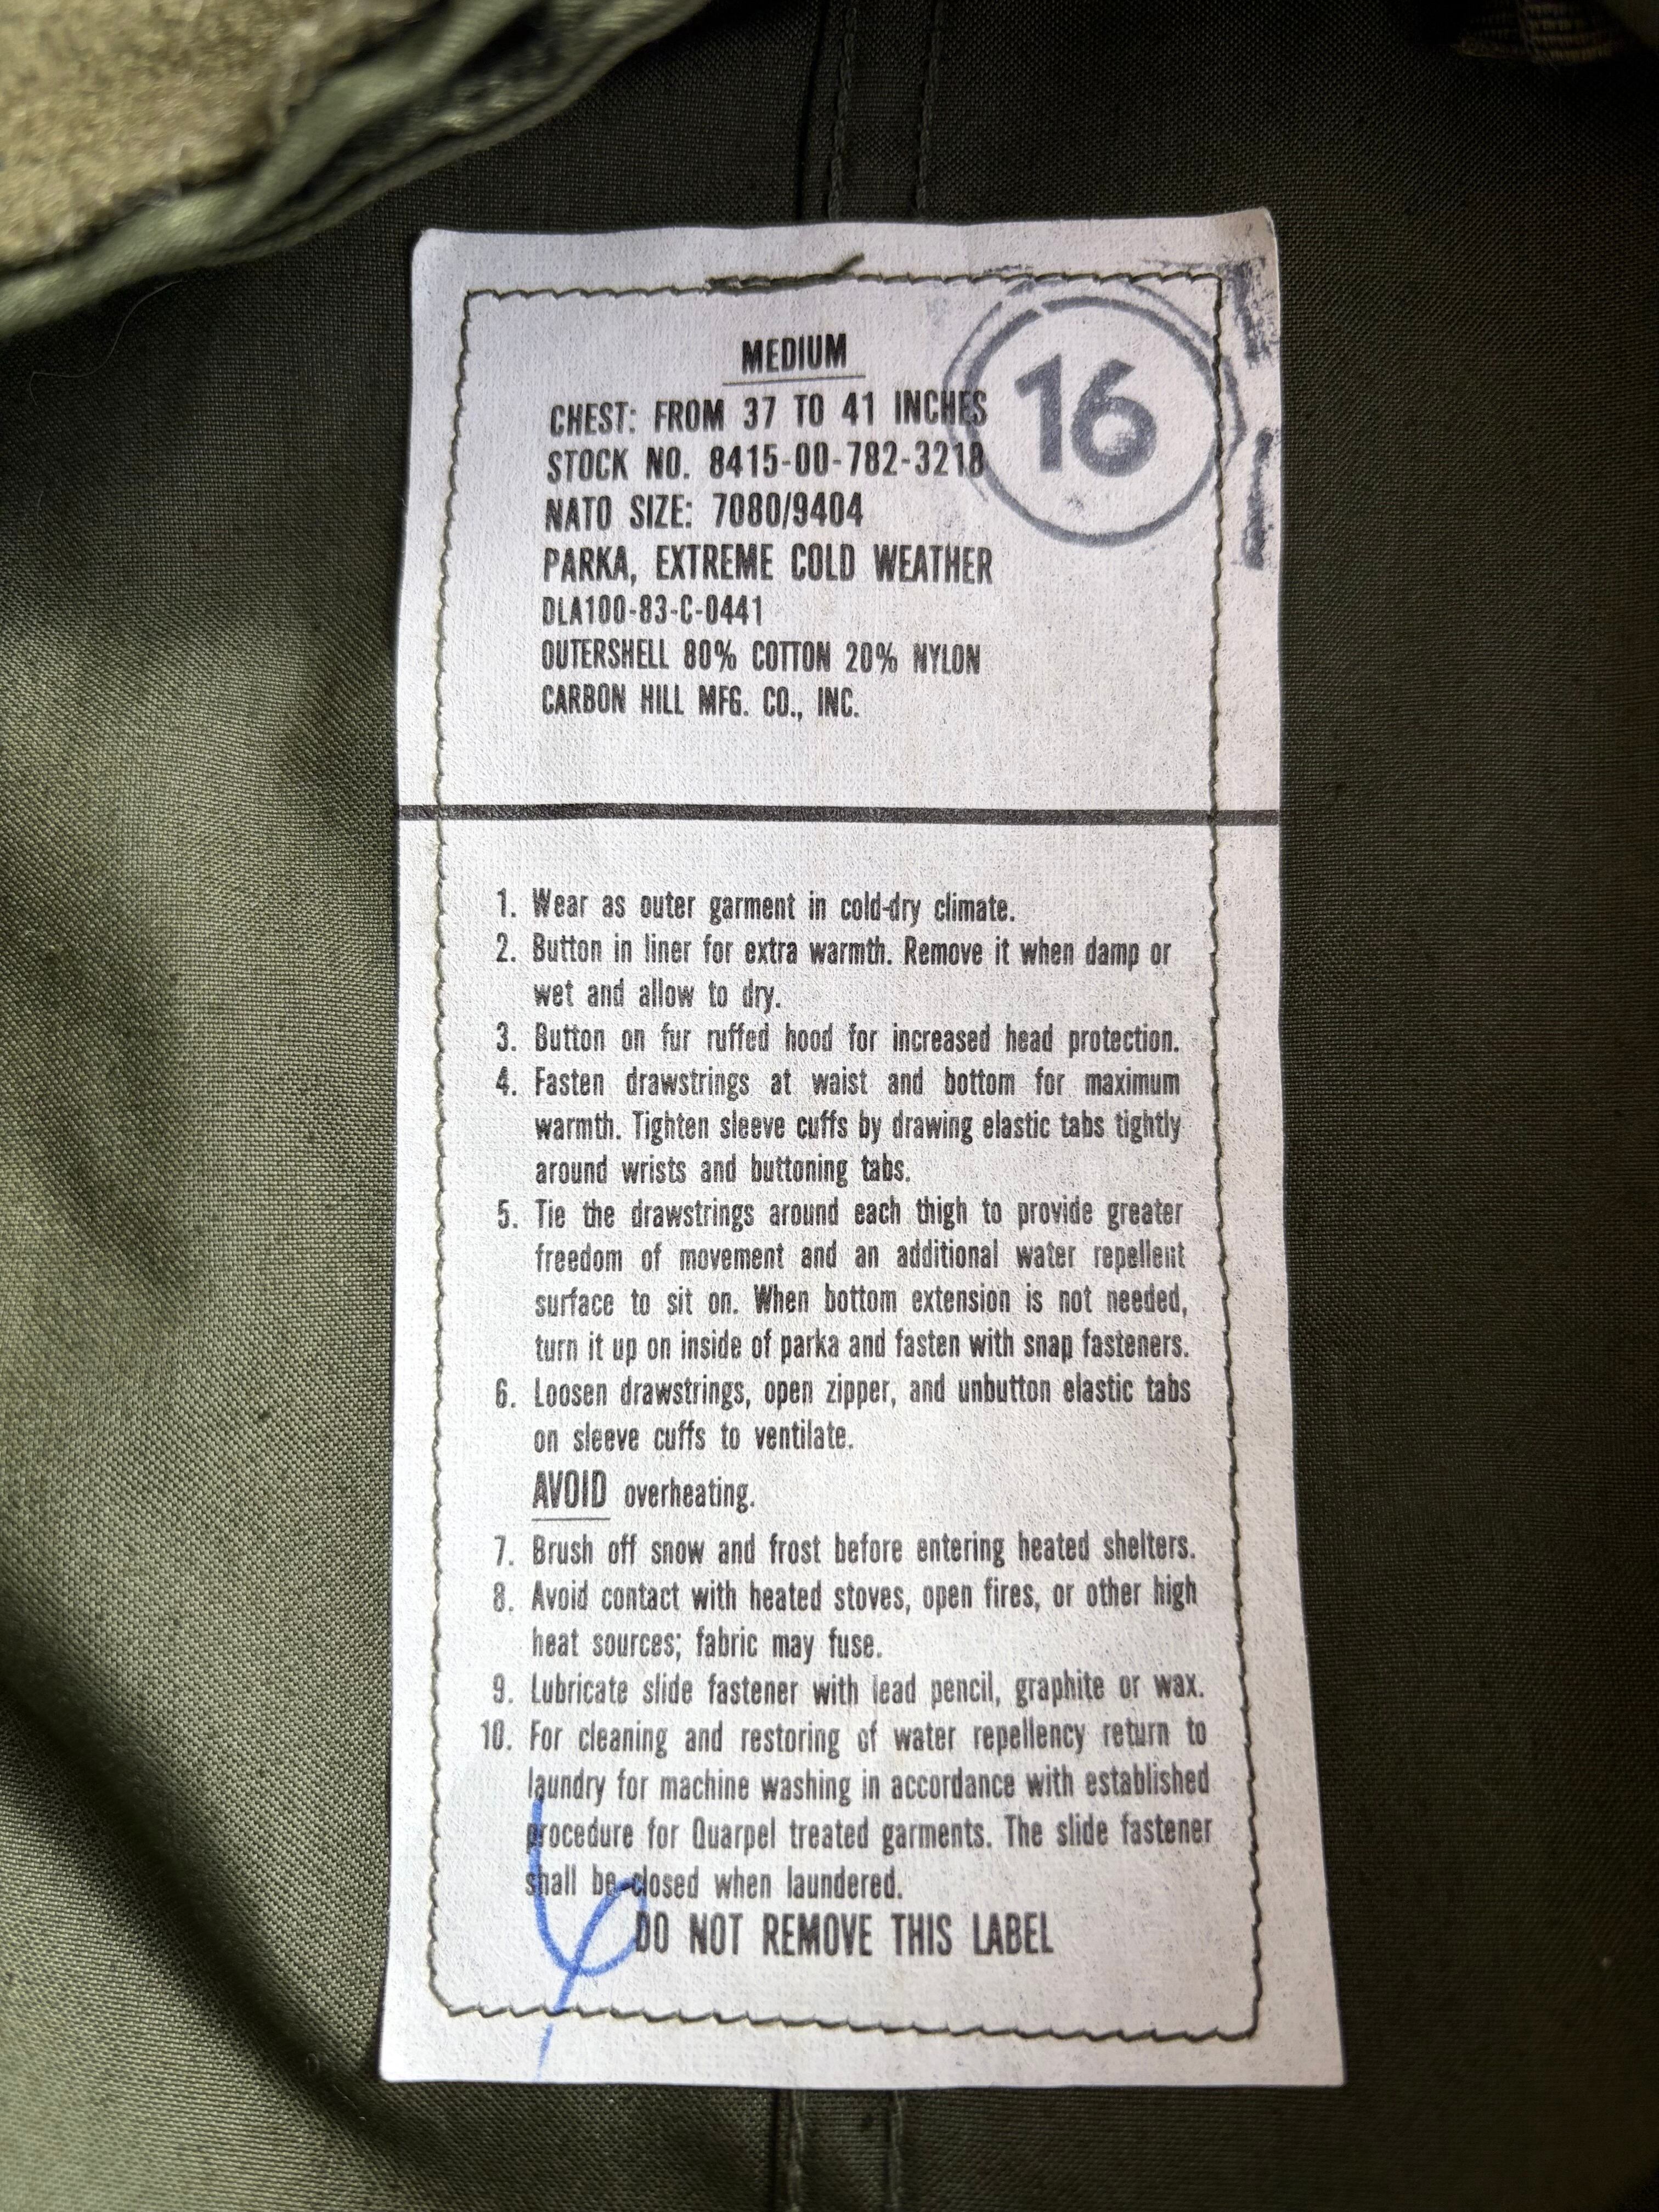 MEDIUM
16
CHEST: FROM 37 TO 41 INCHES
STOCK NO. 8415-00-782-3218
NATO SIZE: 7080/9404
PARKA, EXTREME COLD WEATHER
DLA100-83-C-0441
OUTERSHELL 80% COTTON 20% NYLON
CARBON HILL MFG. CO., INC.
1. Wear as outer garment in cold-dry climate.
2. Button in liner for extra warmth. Remove it when damp or
wet and allow to dry.
3. Button on fur ruffed hood for increased head protection.
4. Fasten drawstrings at waist and bottom for maximum
warmth. Tighten sleeve cuffs by drawing elastic tabs tightly
around wrists and buttoning tabs.
5. Tie the drawstrings around each thigh to provide greater
freedom of movement and an additional water repellent
surface to sit on. When bottom extension is not needed,
turn it up on inside of parka and fasten with snap fasteners.
6. Loosen drawstrings, open zipper, and unbutton elastic tabs
on sleeve cuffs to ventilate.
AVOID overheating.
7. Brush off snow and frost before entering heated shelters.
8. Avoid contact with heated stoves, open fires, or other high
heat sources; fabric may fuse.
9. Lubricate slide fastener with lead pencil, graphite or wax.
10. For cleaning and restoring of water repellency return to
laundry for machine washing in accordance with established
procedure for Quarpel treated garments. The slide fastener
shall be closed when laundered.
DO NOT REMOVE THIS LABEL